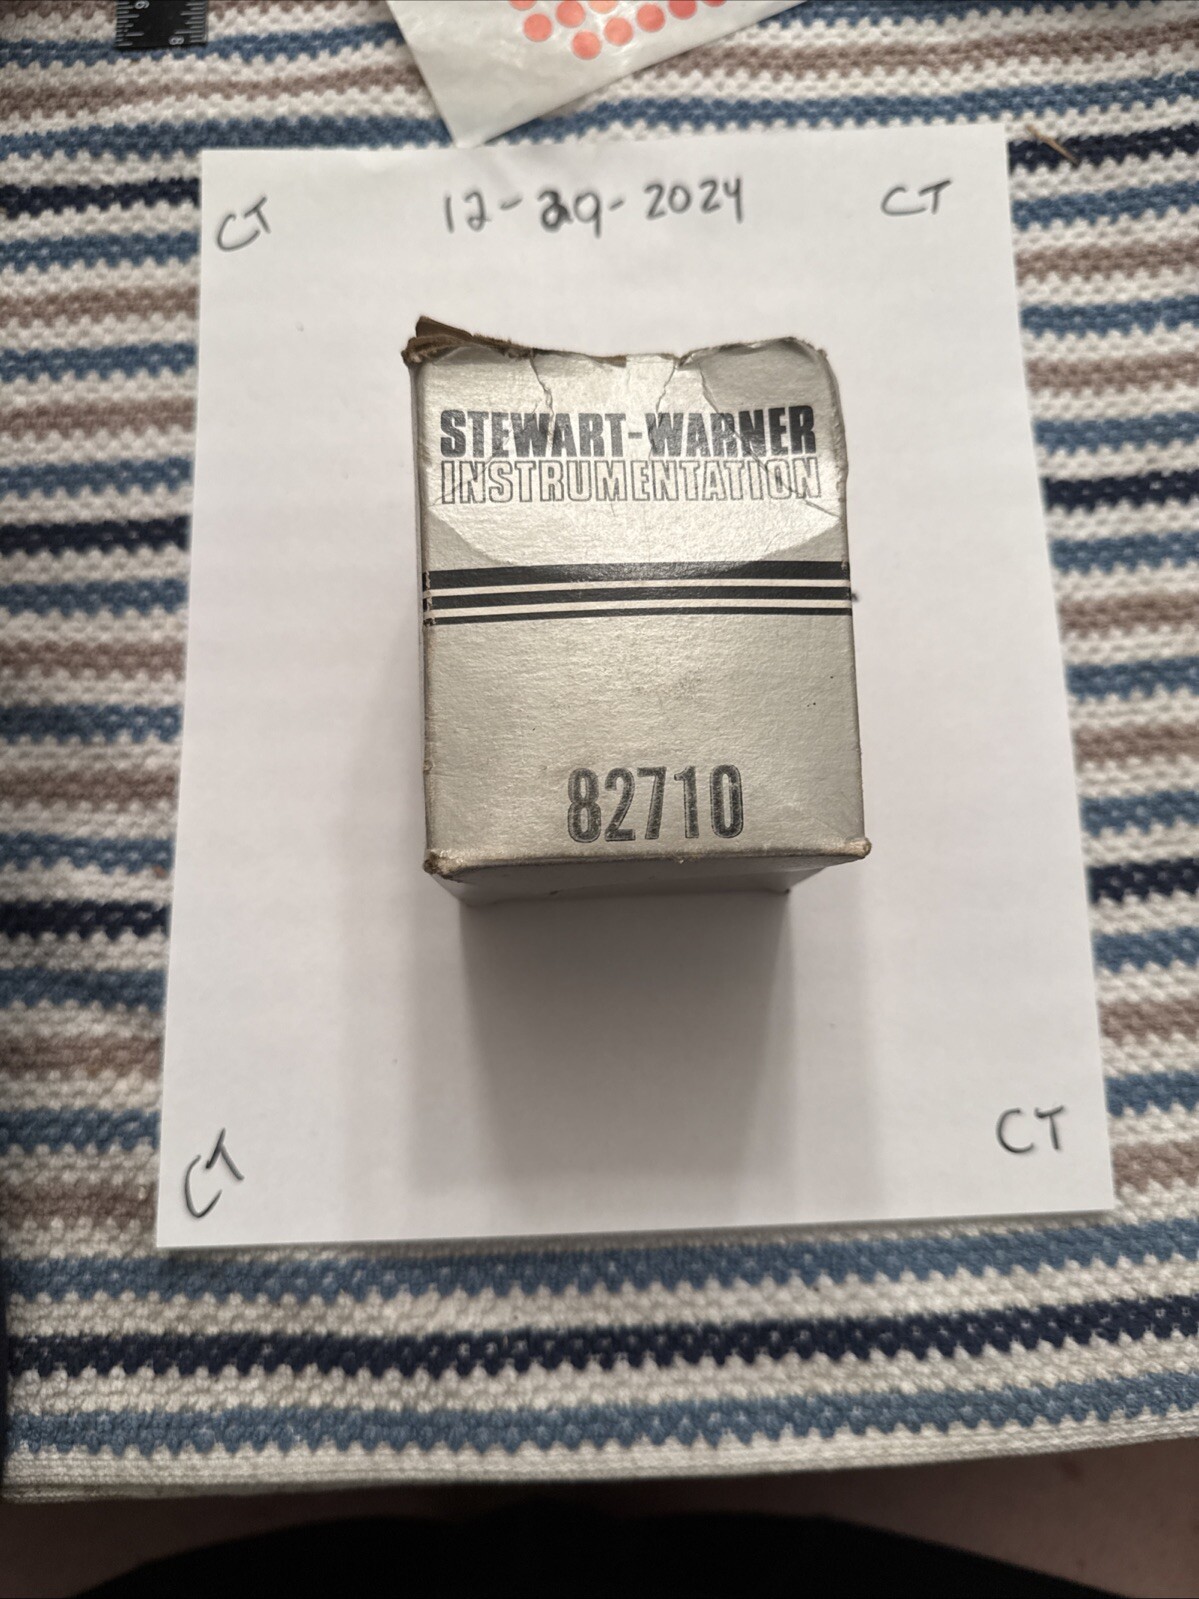 CT
12-29-2024
CT
STEWART-WARNER
INSTRUMENTATION
82710
CT
CT